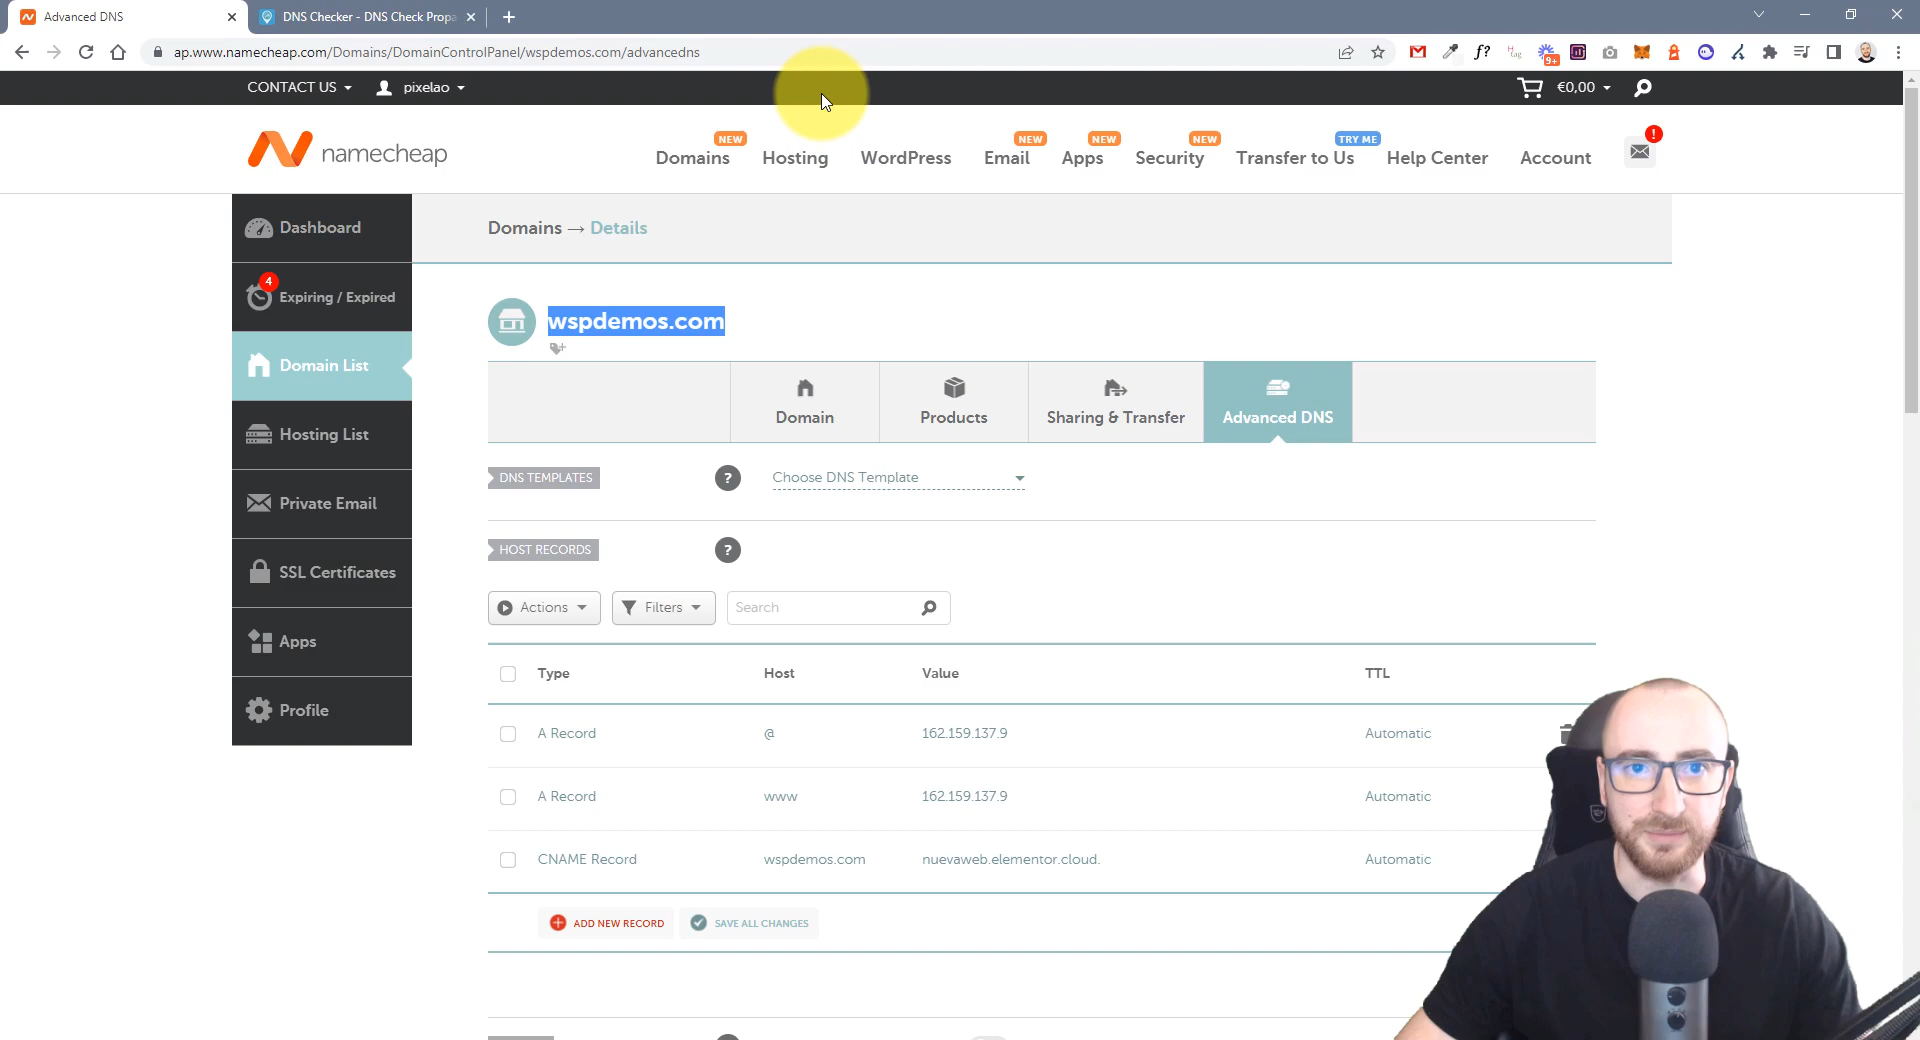 Advanced DNS
DNS Checker - DNS Check Propa
ap.www.namecheap.com/Domains/DomainControlPanel/wspdemos.com/advancedns
f?
9+
CONTACT US
pixelao
€0,00
namecheap
NEW
NEW
NEW
NEW
TRY ME
!
Domains
Hosting
WordPress
Email
Apps
Security
Transfer to Us
Help Center
Account
Dashboard
4
Expiring / Expired
Domain List
Hosting List
Private Email
SSL Certificates
Apps
Profile
Domains → Details
wspdemos.com
Domain
Products
Sharing & Transfer
Advanced DNS
DNS TEMPLATES
?
Choose DNS Template
HOST RECORDS
?
Actions
Filters
Search
Type
Host
Value
TTL
A Record
@
162.159.137.9
Automatic
A Record
www
162.159.137.9
Automatic
CNAME Record
wspdemos.com
nuevaweb.elementor.cloud.
Automatic
ADD NEW RECORD
SAVE ALL CHANGES